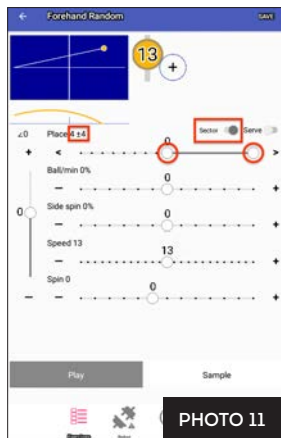 ← Forehand Random SAVE
13
+
∠0 Place 4 ±4 Sector Serve
+ < 0 >
Ball/min 0%
− 0 +
0 Side spin 0%
− 0 +
Speed 13
− 13 +
Spin 0
− − 0 +
Play Sample
PHOTO 11